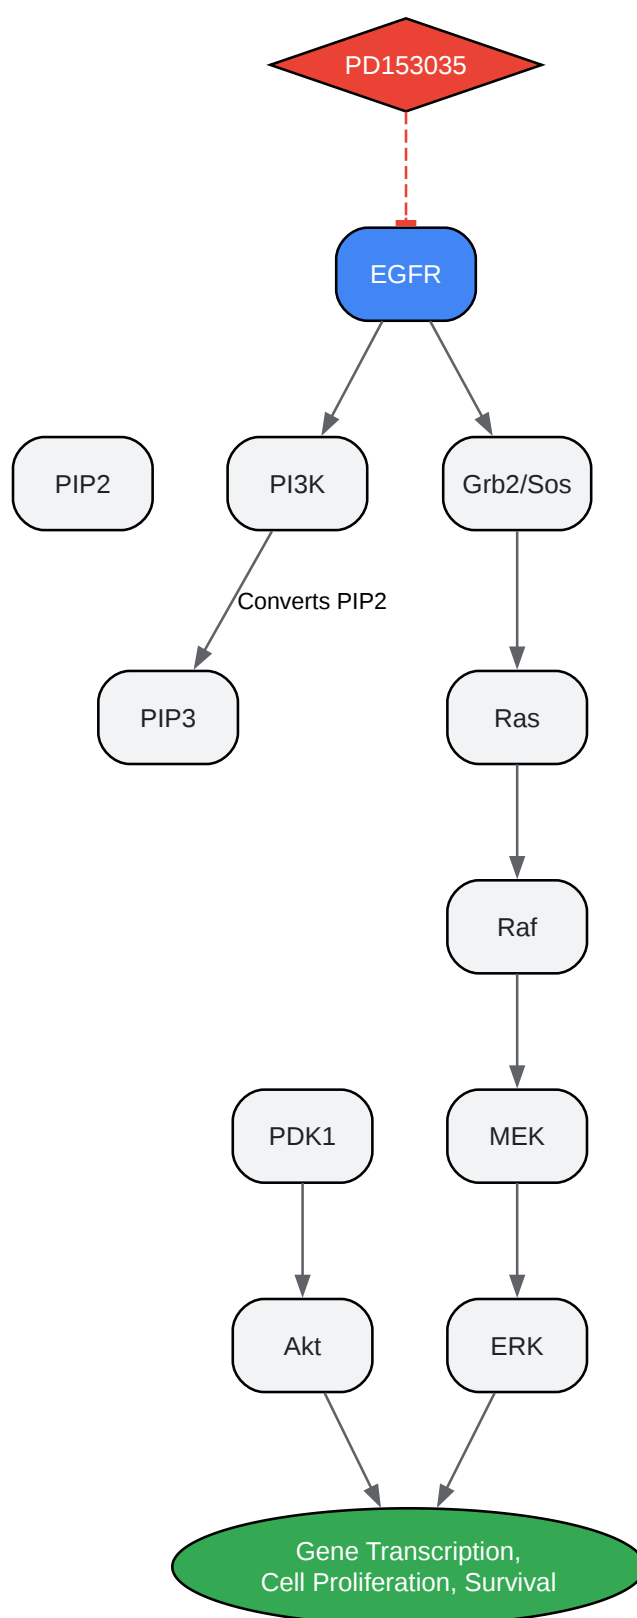 PD153035
EGFR
PIP2
PI3K
Grb2/Sos
Converts PIP2
PIP3
Ras
Raf
PDK1
MEK
Akt
ERK
Gene Transcription,
Cell Proliferation, Survival